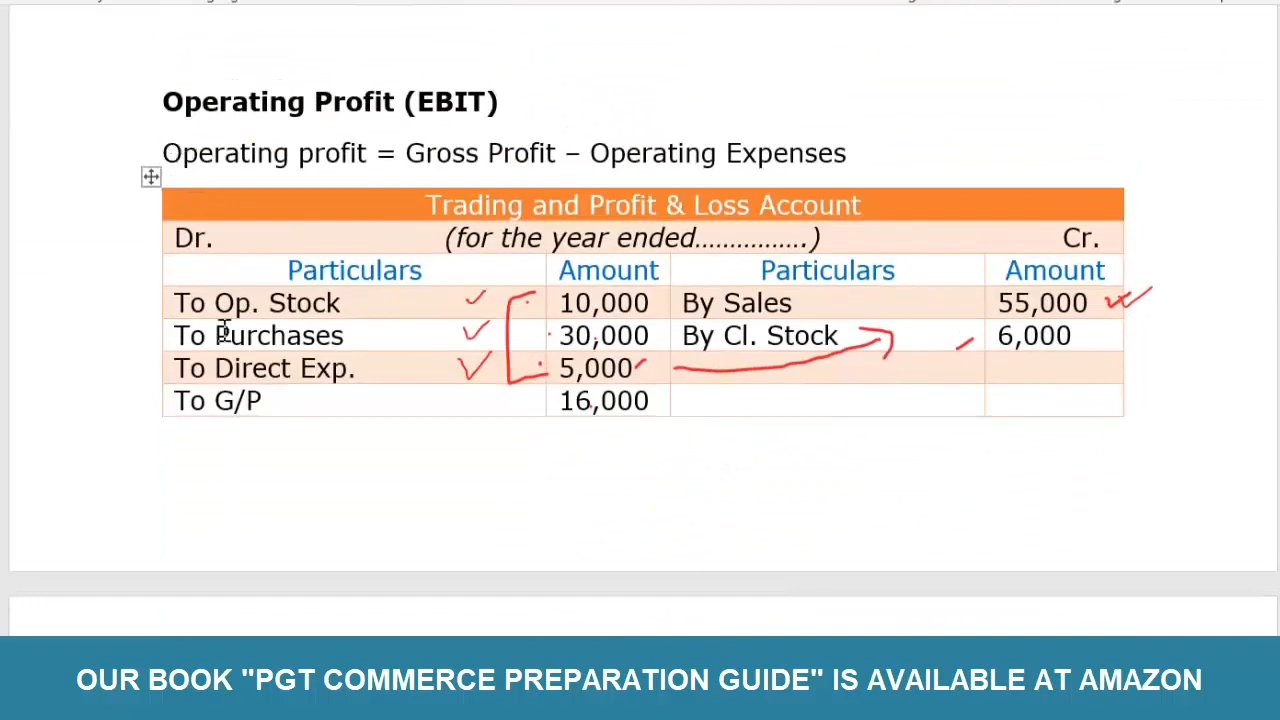 Operating Profit (EBIT)
Operating profit = Gross Profit – Operating Expenses
Trading and Profit & Loss Account
Dr. (for the year ended................) Cr.
Particulars Amount Particulars Amount
To Op. Stock 10,000 By Sales 55,000
To Purchases 30,000 By Cl. Stock 6,000
To Direct Exp. 5,000
To G/P 16,000
OUR BOOK "PGT COMMERCE PREPARATION GUIDE" IS AVAILABLE AT AMAZON